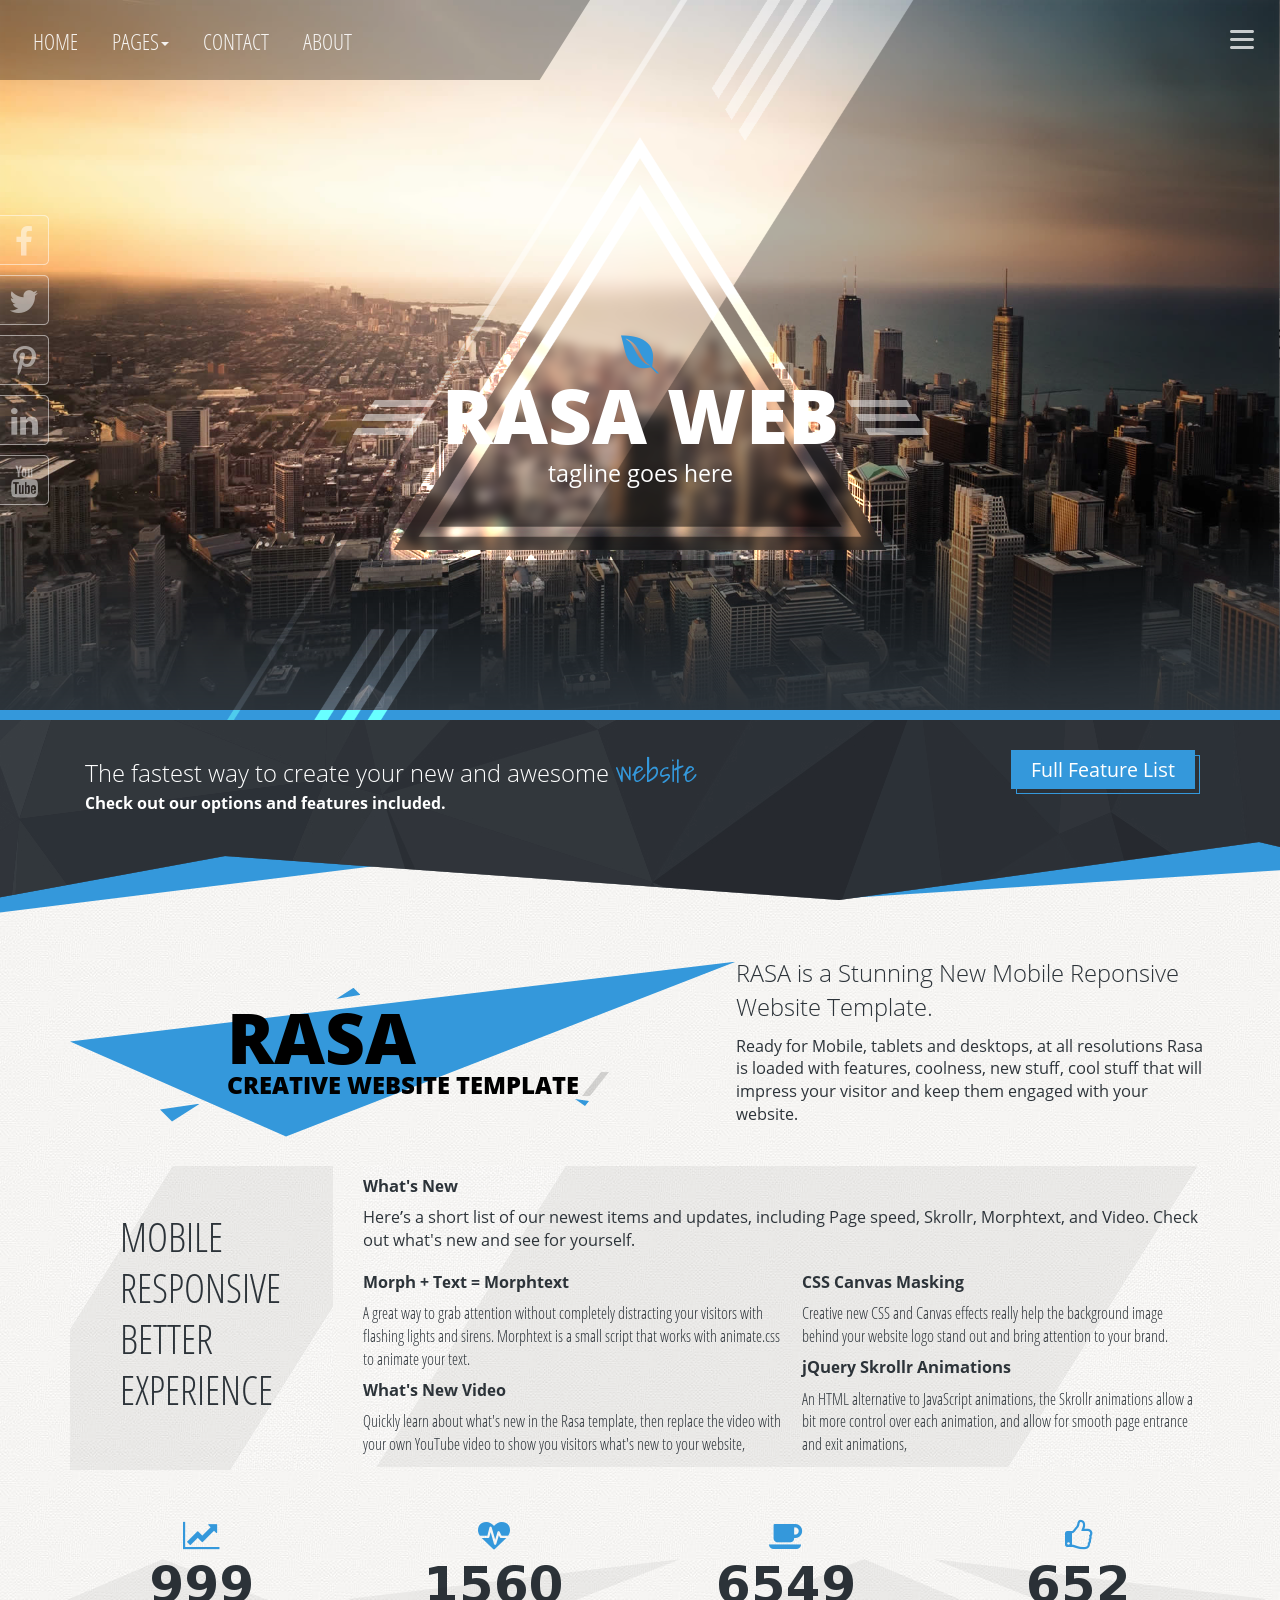 HOME PAGES CONTACT ABOUT
You
Tube
RASA WEB
tagline goes here
The fastest way to create your new and awesome website
Check out our options and features included.
Full Feature List
RASA
CREATIVE WEBSITE TEMPLATE
RASA is a Stunning New Mobile Reponsive
Website Template.
Ready for Mobile, tablets and desktops, at all resolutions Rasa
is loaded with features, coolness, new stuff, cool stuff that will
impress your visitor and keep them engaged with your
website.
MOBILE
RESPONSIVE
BETTER
EXPERIENCE
What's New
Here’s a short list of our newest items and updates, including Page speed, Skrollr, Morphtext, and Video. Check
out what's new and see for yourself.
Morph + Text = Morphtext
A great way to grab attention without completely distracting your visitors with
flashing lights and sirens. Morphtext is a small script that works with animate.css
to animate your text.
What's New Video
Quickly learn about what's new in the Rasa template, then replace the video with
your own YouTube video to show you visitors what's new to your website,
CSS Canvas Masking
Creative new CSS and Canvas effects really help the background image
behind your website logo stand out and bring attention to your brand.
jQuery Skrollr Animations
An HTML alternative to JavaScript animations, the Skrollr animations allow a
bit more control over each animation, and allow for smooth page entrance
and exit animations,
999 1560 6549 652